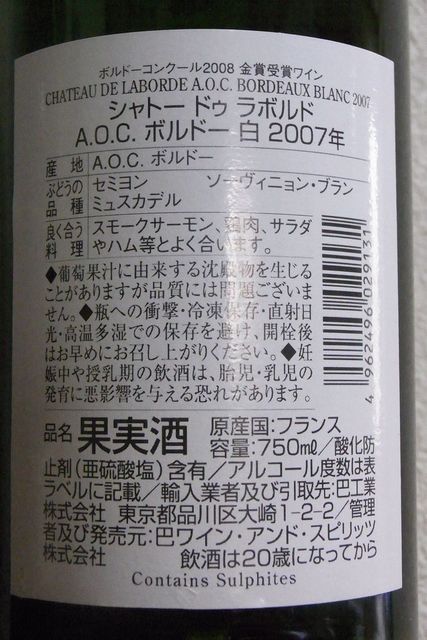 ボルドーコンクール2008 金賞受賞ワイン
CHATEAU DE LABORDE A.O.C. BORDEAUX BLANC 2007
シャトー ドゥ ラボルド
A.O.C. ボルドー 白 2007年
産地 A.O.C. ボルドー
ぶどうの品種 セミヨン ソーヴィニョン・ブラン
ミュスカデル
良く合う料理 スモークサーモン、鶏肉、サラダ
やハム等とよく合います。
◆葡萄果汁に由来する沈殿物を生じる
ことがありますが品質には問題ございま
せん。◆瓶への衝撃・冷凍保存・直射日
光・高温多湿での保存を避け、開栓後
はお早めにお召し上がりください。◆妊
娠中や授乳期の飲酒は、胎児・乳児の
発育に悪影響を与える恐れがあります。
4962496029131
品名 果実酒 原産国:フランス
容量:750mℓ/酸化防
止剤(亜硫酸塩)含有/アルコール度数は表
ラベルに記載/輸入業者及び引取先:巴工業
株式会社 東京都品川区大崎1-2-2/管理
者及び発売元:巴ワイン・アンド・スピリッツ
株式会社 飲酒は20歳になってから
Contains Sulphites